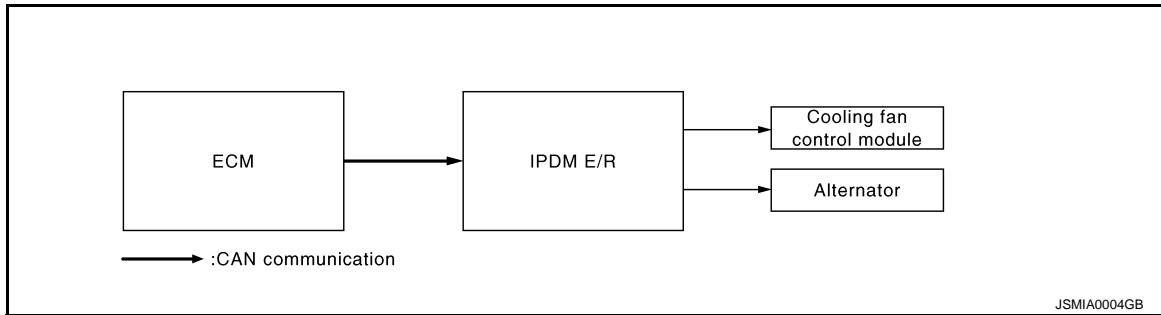 ECM
IPDM E/R
Cooling fan
control module
Alternator
:CAN communication
JSMIA0004GB